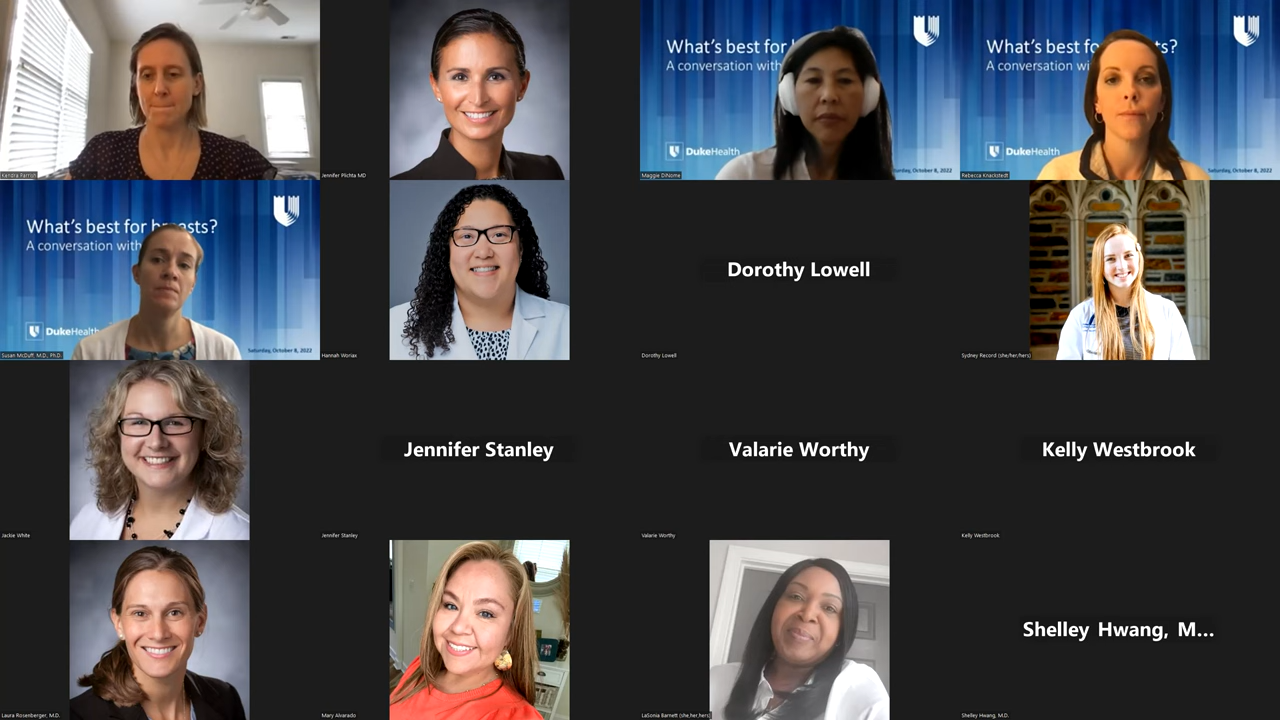 What's best for b
A conversation with
DukeHealth
Saturday, October 8, 2022
What's best for sts?
A conversation wi
DukeHealth
Saturday, October 8, 2022
Kendra Parrish
Jennifer Plichta MD
Maggie DiNome
Rebecca Knackstedt
What's best for breasts?
A conversation with
Dorothy Lowell
DukeHealth
Saturday, October 8, 2022
Susan McDuff, M.D., Ph.D.
Hannah Woriax
Dorothy Lowell
Sydney Record (she/her/hers)
Jennifer Stanley
Valarie Worthy
Kelly Westbrook
Jackie White
Jennifer Stanley
Valarie Worthy
Kelly Westbrook
Shelley Hwang, M...
Laura Rosenberger, M.D.
Mary Alvarado
LaSonia Barnett (she,her,hers)
Shelley Hwang, M.D.